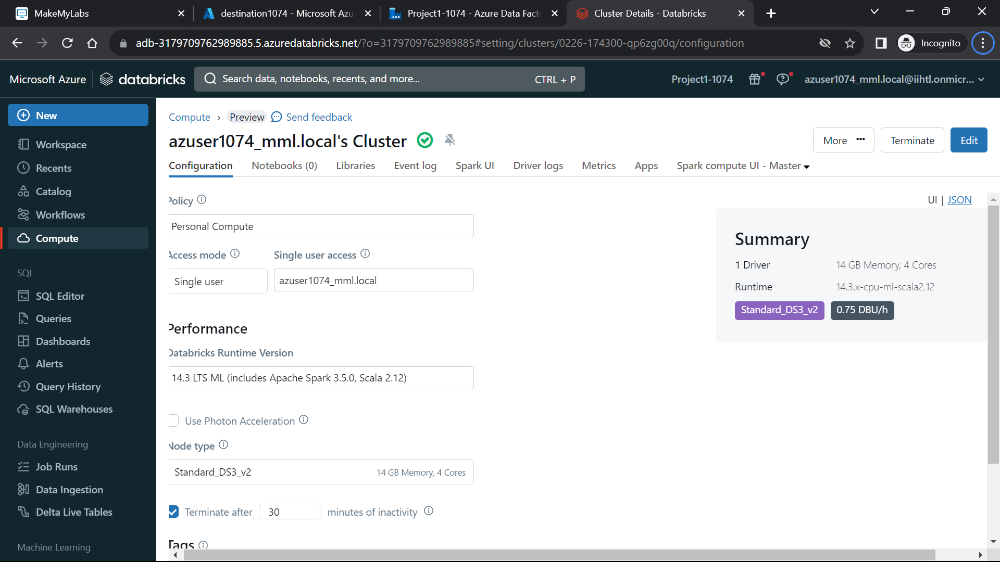 MakeMyLabs
destination1074 - Microsoft Azu
Project1-1074 - Azure Data Facto
Cluster Details - Databricks
adb-3179709762989885.5.azuredatabricks.net/?o=3179709762989885#setting/clusters/0226-174300-qp6zg00q/configuration
Incognito
Microsoft Azure
databricks
Search data, notebooks, recents, and more...
CTRL + P
Project1-1074
azuser1074_mml.local@iihtl.onmicr...
New
Workspace
Recents
Catalog
Workflows
Compute
SQL
SQL Editor
Queries
Dashboards
Alerts
Query History
SQL Warehouses
Data Engineering
Job Runs
Data Ingestion
Delta Live Tables
Machine Learning
Compute › Preview Send feedback
azuser1074_mml.local's Cluster
More ···
Terminate
Edit
Configuration
Notebooks (0)
Libraries
Event log
Spark UI
Driver logs
Metrics
Apps
Spark compute UI - Master
UI | JSON
Policy
Personal Compute
Access mode
Single user access
Single user
azuser1074_mml.local
Performance
Databricks Runtime Version
14.3 LTS ML (includes Apache Spark 3.5.0, Scala 2.12)
Use Photon Acceleration
Node type
Standard_DS3_v2
14 GB Memory, 4 Cores
Terminate after 30 minutes of inactivity
Tags
Summary
1 Driver
14 GB Memory, 4 Cores
Runtime
14.3.x-cpu-ml-scala2.12
Standard_DS3_v2
0.75 DBU/h